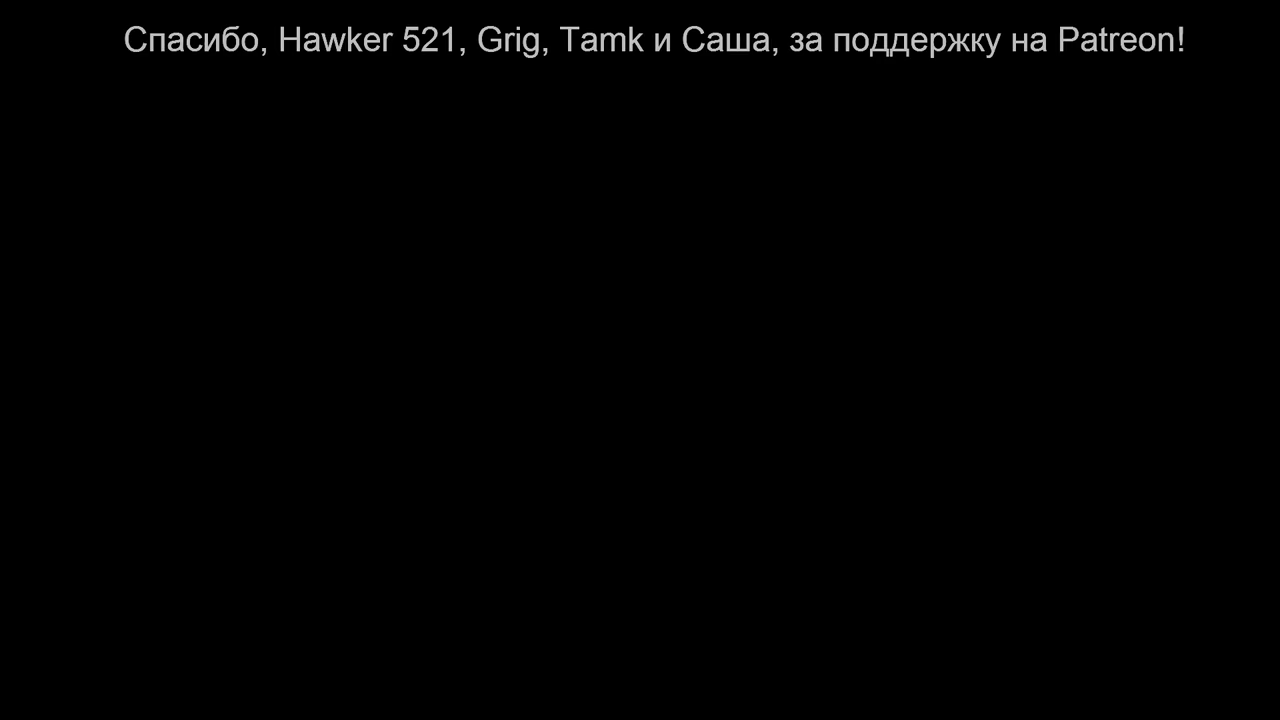 Спасибо, Hawker 521, Grig, Tamk и Саша, за поддержку на Patreon!